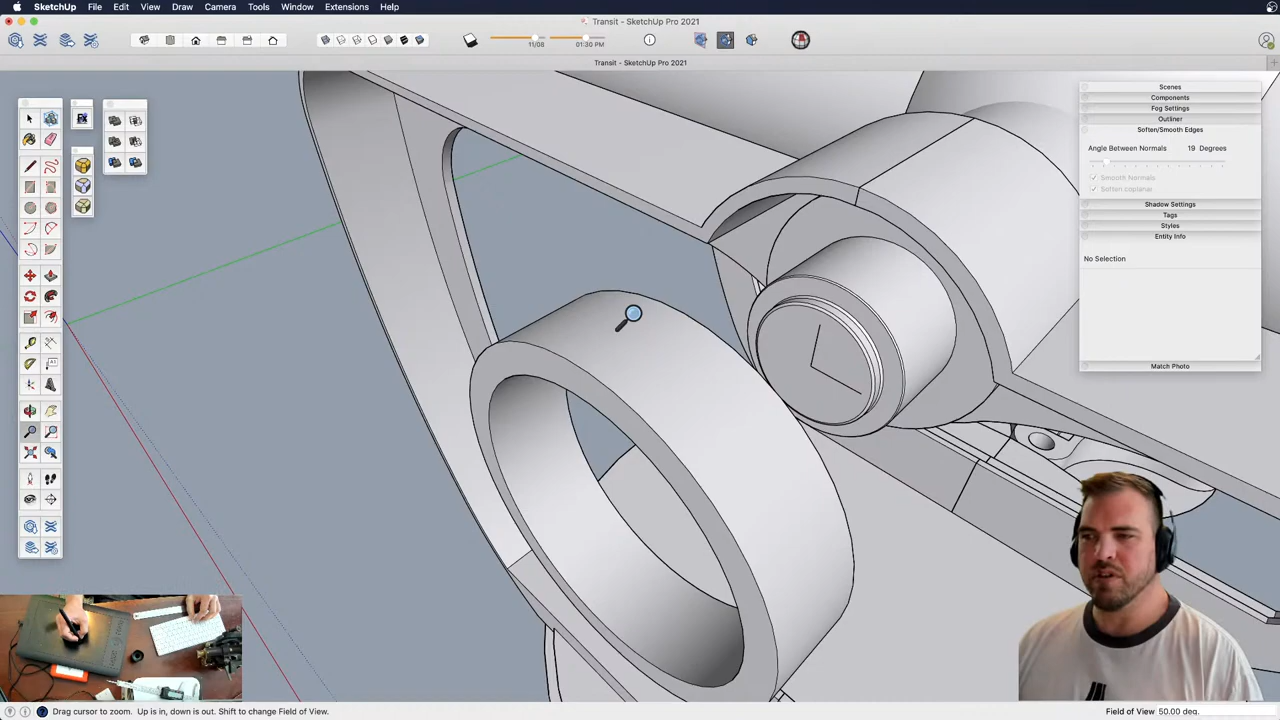 SketchUp File Edit View Draw Camera Tools Window Extensions Help
Transit - SketchUp Pro 2021
11/08 01:30 PM
Transit - SketchUp Pro 2021
Scenes
Components
Fog Settings
Outliner
Soften/Smooth Edges
Angle Between Normals 19 Degrees
Smooth Normals
Soften coplanar
Shadow Settings
Tags
Styles
Entity Info
No Selection
Match Photo
Drag cursor to zoom. Up is in, down is out. Shift to change Field of View.
Field of View 50.00 deg.